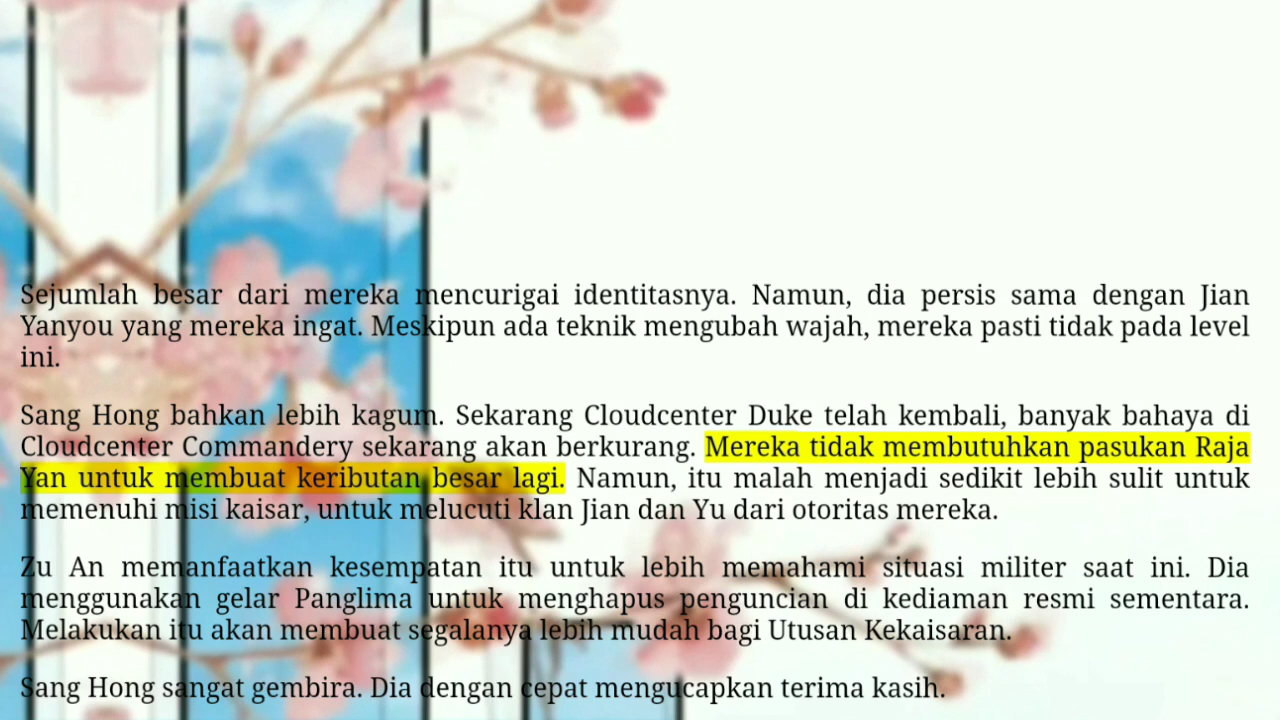 Sejumlah besar dari mereka mencurigai identitasnya. Namun, dia persis sama dengan Jian
Yanyou yang mereka ingat. Meskipun ada teknik mengubah wajah, mereka pasti tidak pada level
ini.
Sang Hong bahkan lebih kagum. Sekarang Cloudcenter Duke telah kembali, banyak bahaya di
Cloudcenter Commandery sekarang akan berkurang. Mereka tidak membutuhkan pasukan Raja
Yan untuk membuat keributan besar lagi. Namun, itu malah menjadi sedikit lebih sulit untuk
memenuhi misi kaisar, untuk melucuti klan Jian dan Yu dari otoritas mereka.
Zu An memanfaatkan kesempatan itu untuk lebih memahami situasi militer saat ini. Dia
menggunakan gelar Panglima untuk menghapus penguncian di kediaman resmi sementara.
Melakukan itu akan membuat segalanya lebih mudah bagi Utusan Kekaisaran.
Sang Hong sangat gembira. Dia dengan cepat mengucapkan terima kasih.